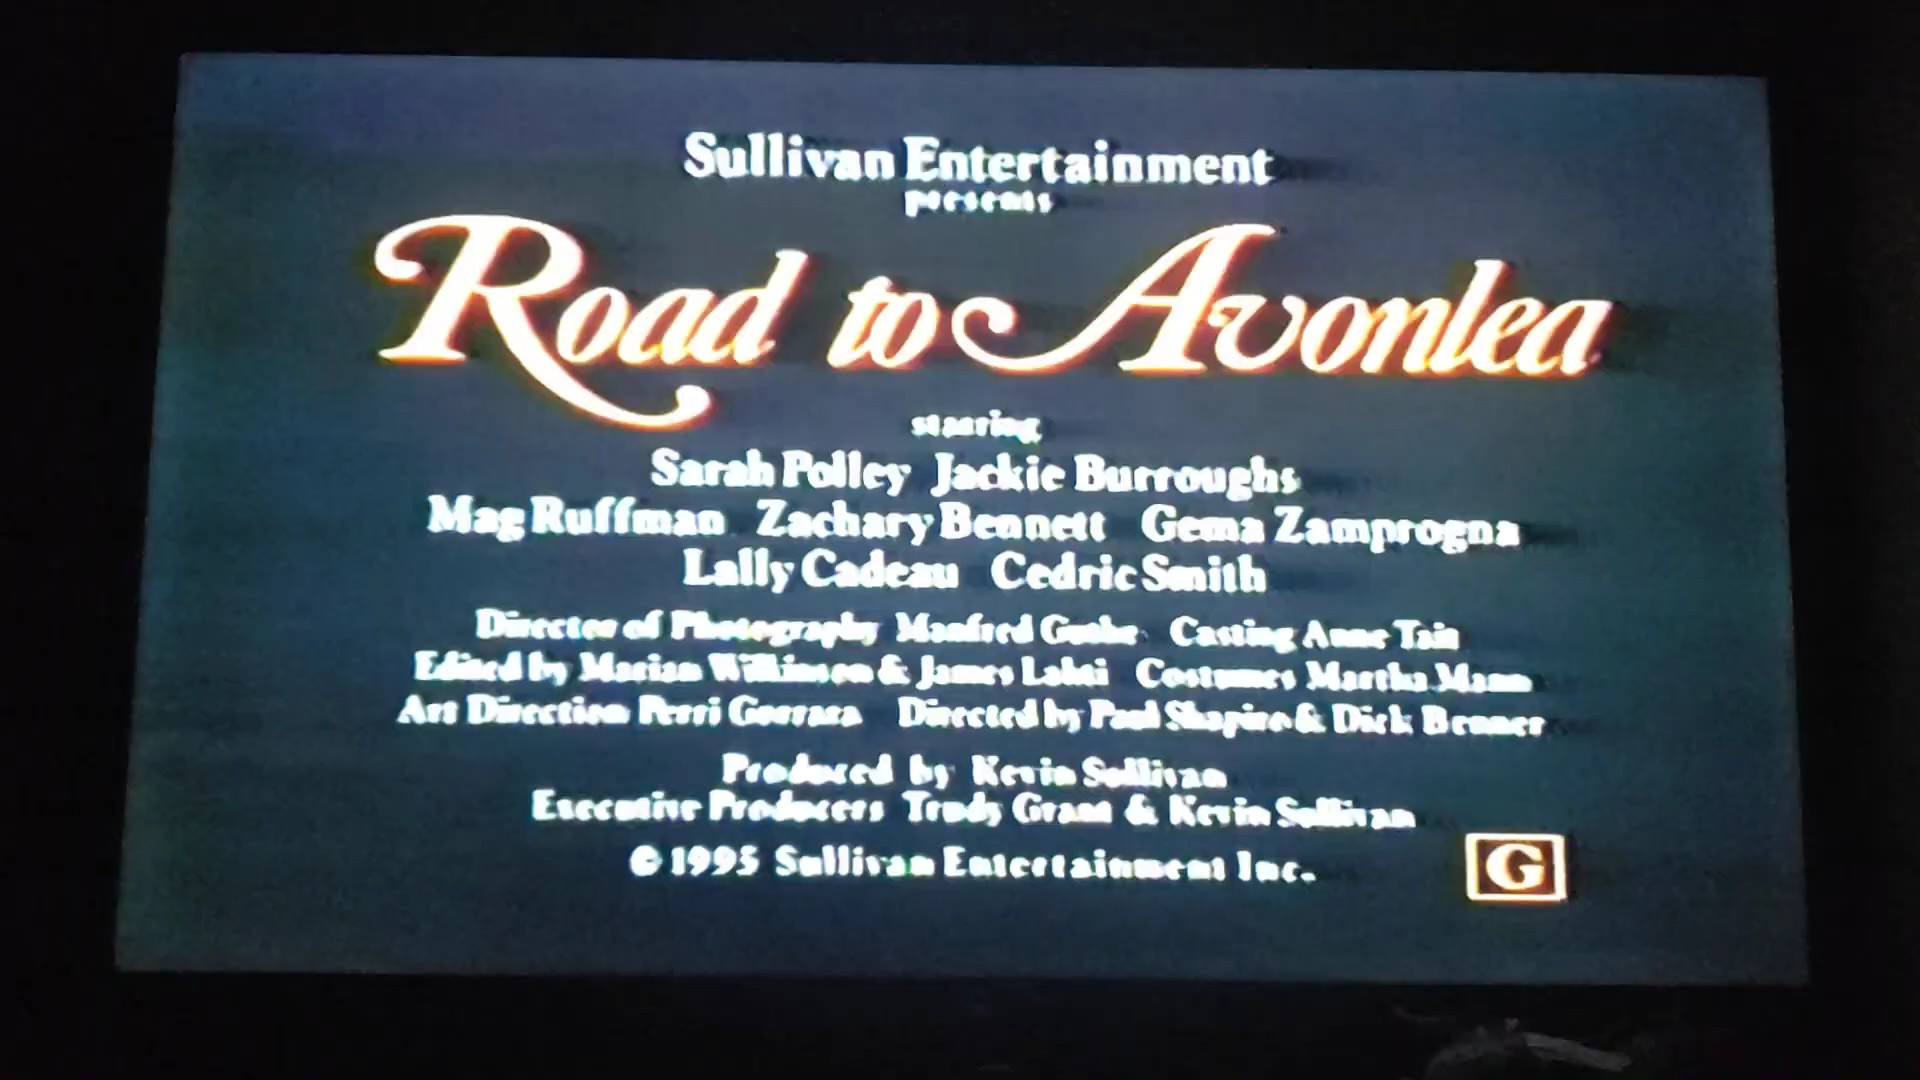 Sullivan Entertainment
presents
Road to Avonlea
starring
Sarah Polley Jackie Burroughs
Mag Ruffman Zachary Bennett Gema Zamprogna
Lally Cadeau Cedric Smith
Director of Photography Manfred Guthe Casting Anne Tait
Edited by Marian Wilkinson & James Lahti Costumes Martha Mann
Art Direction Perri Gorrara Directed by Paul Shapiro & Dick Benner
Produced by Kevin Sullivan
Executive Producers Trudy Grant & Kevin Sullivan
© 1995 Sullivan Entertainment Inc.
G